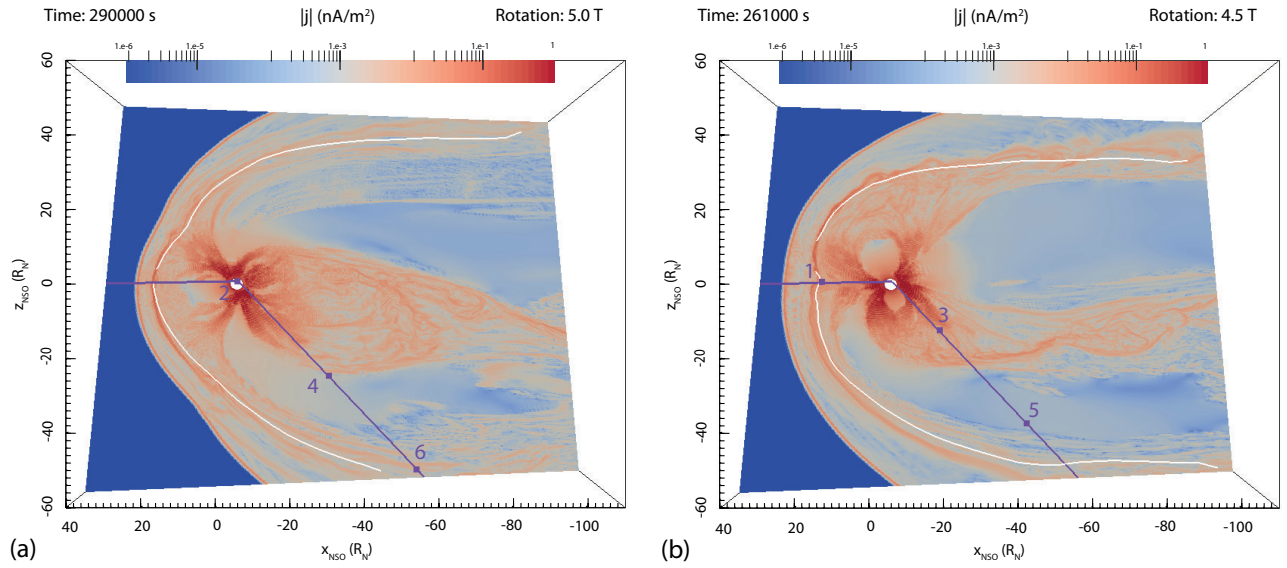 Time: 290000 s |j| (nA/m²) Rotation: 5.0 T
1.e-6 1.e-5 1.e-3 1.e-1 1
60
40
20
0
-20
-40
-60
z_NSO (R_N)
2
4
6
40 20 0 -20 -40 -60 -80 -100
x_NSO (R_N)
(a)
Time: 261000 s |j| (nA/m²) Rotation: 4.5 T
1.e-6 1.e-5 1.e-3 1.e-1 1
60
40
20
0
-20
-40
-60
z_NSO (R_N)
1
3
5
40 20 0 -20 -40 -60 -80 -100
x_NSO (R_N)
(b)